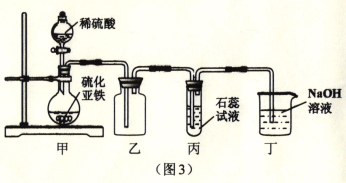 稀硫酸
硫化
亚铁
石蕊
试液
NaOH
溶液
甲 乙 丙 丁
(图3)